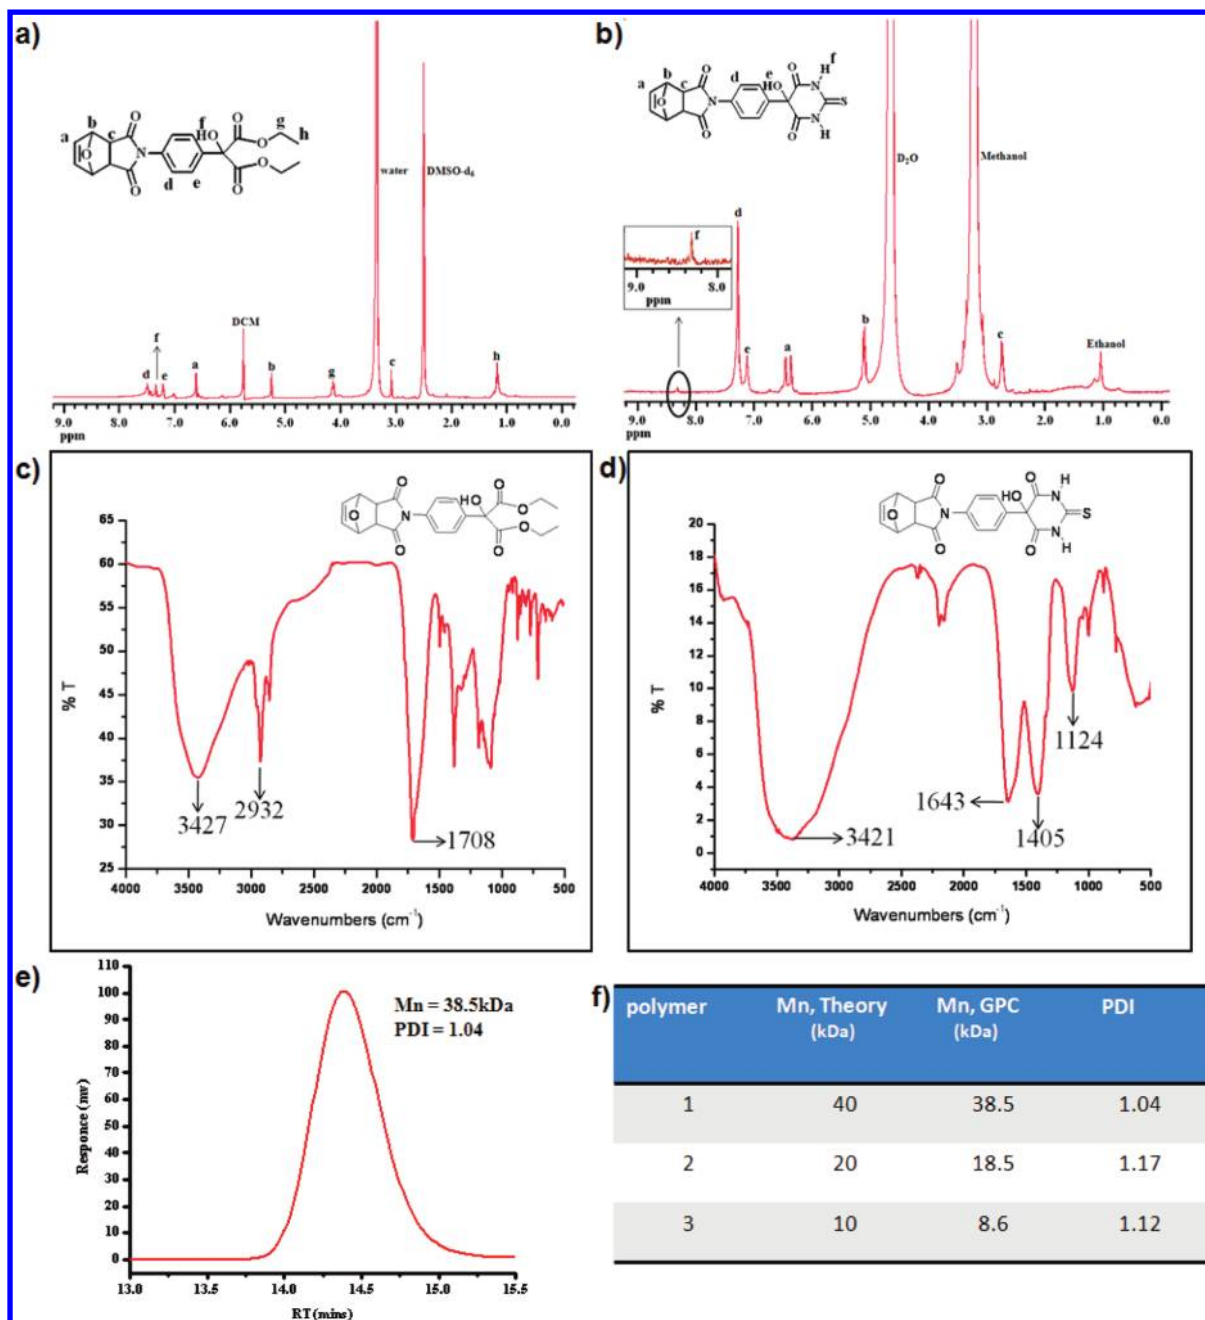 a)
b
a
c
O
O
O
N
f
HO
O
O
g
h
O
O
d
e
water
DMSO-d6
DCM
d
f
e
a
b
g
c
h
9.0 8.0 7.0 6.0 5.0 4.0 3.0 2.0 1.0 0.0
ppm
b)
a
b
c
O
O
O
N
d
e
HO
O
O
H
f
N
S
N
H
D2O
Methanol
Ethanol
f
9.0 8.0
ppm
d
e
a
b
c
9.0 8.0 7.0 6.0 5.0 4.0 3.0 2.0 1.0 0.0
ppm
c)
O
O
N
O
HO
O
O
O
O
65
60
55
50
45
40
35
30
25
% T
3427
2932
1708
4000 3500 3000 2500 2000 1500 1000 500
Wavenumbers (cm-1)
d)
O
O
N
O
HO
O
O
H
N
S
N
H
20
18
16
14
12
10
8
6
4
2
0
% T
3421
1643
1405
1124
4000 3500 3000 2500 2000 1500 1000 500
Wavenumbers (cm-1)
e)
Mn = 38.5kDa
PDI = 1.04
110
100
90
80
70
60
50
40
30
20
10
0
Responce (mv)
13.0 13.5 14.0 14.5 15.0 15.5
RT(mins)
f)
polymer Mn, Theory (kDa) Mn, GPC (kDa) PDI
1 40 38.5 1.04
2 20 18.5 1.17
3 10 8.6 1.12